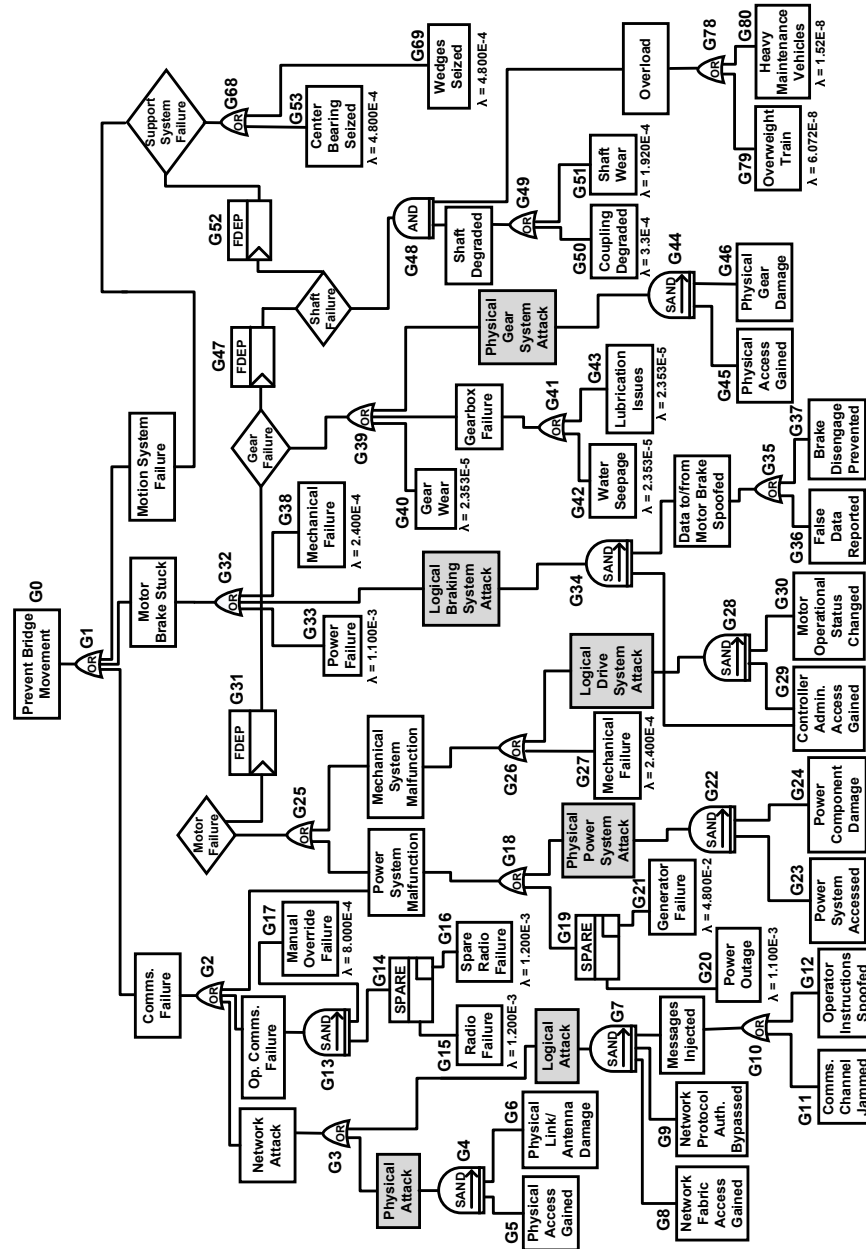 Prevent Bridge
Movement
G0
OR
G1
Comms.
Failure
Motor
Brake Stuck
Motion System
Failure
OR
G2
Network
Attack
Op. Comms.
Failure
Power
System
Malfunction
OR
G3
Physical
Attack
SAND
G4
G5
Physical
Access
Gained
G6
Physical
Link/
Antenna
Damage
Logical
Attack
SAND
G7
G8
Network
Fabric
Access
Gained
G9
Network
Protocol
Auth.
Bypassed
Messages
Injected
OR
G10
G11
Comms.
Channel
Jammed
G12
Operator
Instructions
Spoofed
SAND
G13
G17
Manual
Override
Failure
λ = 8.000E-4
SPARE
G14
G15
Radio
Failure
λ = 1.200E-3
G16
Spare
Radio
Failure
λ = 1.200E-3
Motor
Failure
OR
G25
OR
G18
SPARE
G19
G20
Power
Outage
λ = 1.100E-3
G21
Generator
Failure
λ = 4.800E-2
Physical
Power
System
Attack
SAND
G22
G23
Power
System
Accessed
G24
Power
Component
Damage
Mechanical
System
Malfunction
OR
G26
G27
Mechanical
Failure
λ = 2.400E-4
Logical
Drive
System
Attack
SAND
G28
G29
Controller
Admin.
Access
Gained
G30
Motor
Operational
Status
Changed
G31
FDEP
OR
G32
G33
Power
Failure
λ = 1.100E-3
G38
Mechanical
Failure
λ = 2.400E-4
Logical
Braking
System
Attack
SAND
G34
Data to/from
Motor Brake
Spoofed
OR
G35
G36
False
Data
Reported
G37
Brake
Disengage
Prevented
Gear
Failure
OR
G39
G40
Gear
Wear
λ = 2.353E-5
Gearbox
Failure
OR
G41
G42
Water
Seepage
λ = 2.353E-5
G43
Lubrication
Issues
λ = 2.353E-5
Physical
Gear
System
Attack
SAND
G44
G45
Physical
Access
Gained
G46
Physical
Gear
Damage
G47
FDEP
Shaft
Failure
AND
G48
Shaft
Degraded
OR
G49
G50
Coupling
Degraded
λ = 3.3E-4
G51
Shaft
Wear
λ = 1.920E-4
G52
FDEP
Support
System
Failure
OR
G68
G53
Center
Bearing
Seized
λ = 4.800E-4
G69
Wedges
Seized
λ = 4.800E-4
Overload
OR
G78
G79
Overweight
Train
λ = 6.072E-8
G80
Heavy
Maintenance
Vehicles
λ = 1.52E-8